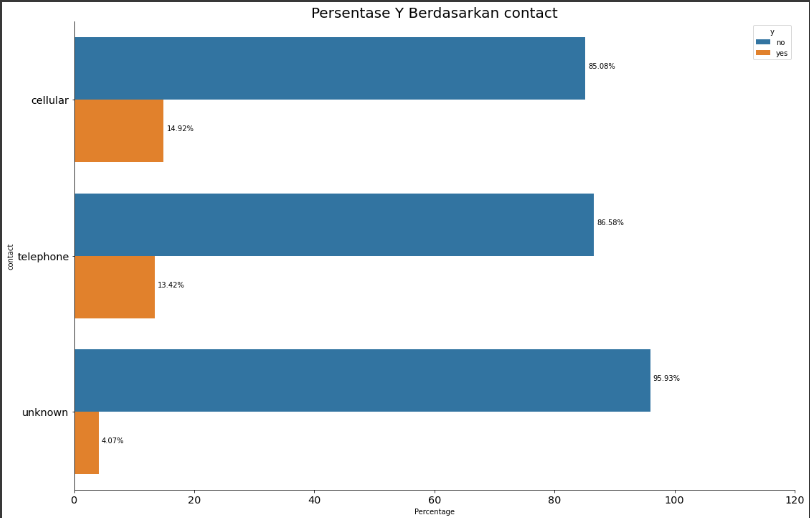 Persentase Y Berdasarkan contact
y
no
yes
85.08%
cellular
14.92%
86.58%
contact
telephone
13.42%
95.93%
unknown
4.07%
0 20 40 60 80 100 120
Percentage